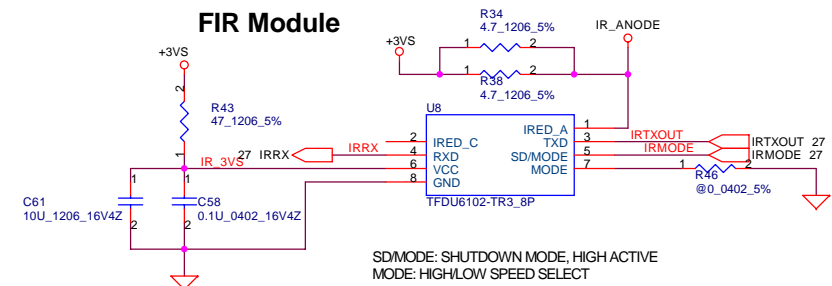 FIR Module
R34
4.7_1206_5%
IR_ANODE
+3VS
1 2
+3VS
1 2
R38
4.7_1206_5%
2
R43
47_1206_5%
1
U8
IRED_A 1
IRTXOUT
2 IRED_C
TXD 3
IRTXOUT 27
27 IRRX
IRRX
4 RXD
SD/MODE 5
IRMODE
IRMODE 27
IR_3VS
6 VCC
MODE 7
1 2
8 GND
R46
@0_0402_5%
TFDU6102-TR3_8P
1 1
C61
10U_1206_16V4Z
C58
0.1U_0402_16V4Z
2 2
SD/MODE: SHUTDOWN MODE, HIGH ACTIVE
MODE: HIGH/LOW SPEED SELECT